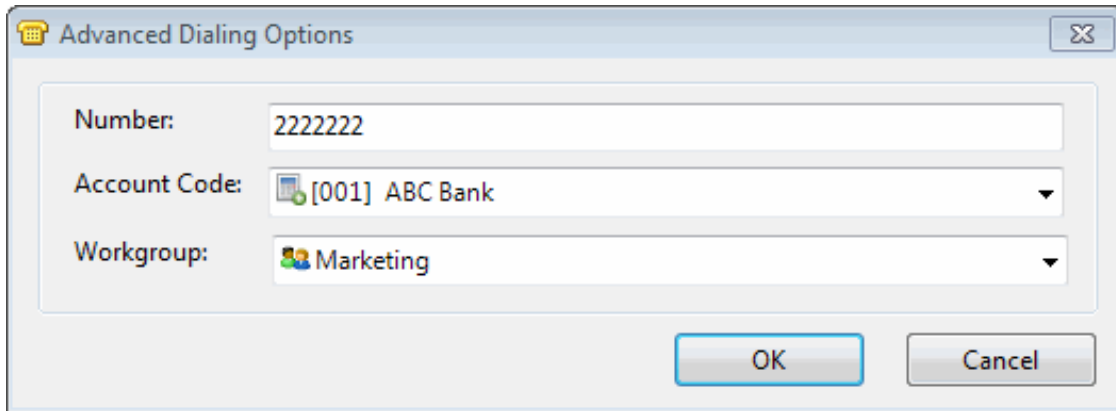 Advanced Dialing Options
Number: 2222222
Account Code: [001] ABC Bank
Workgroup: Marketing
OK Cancel